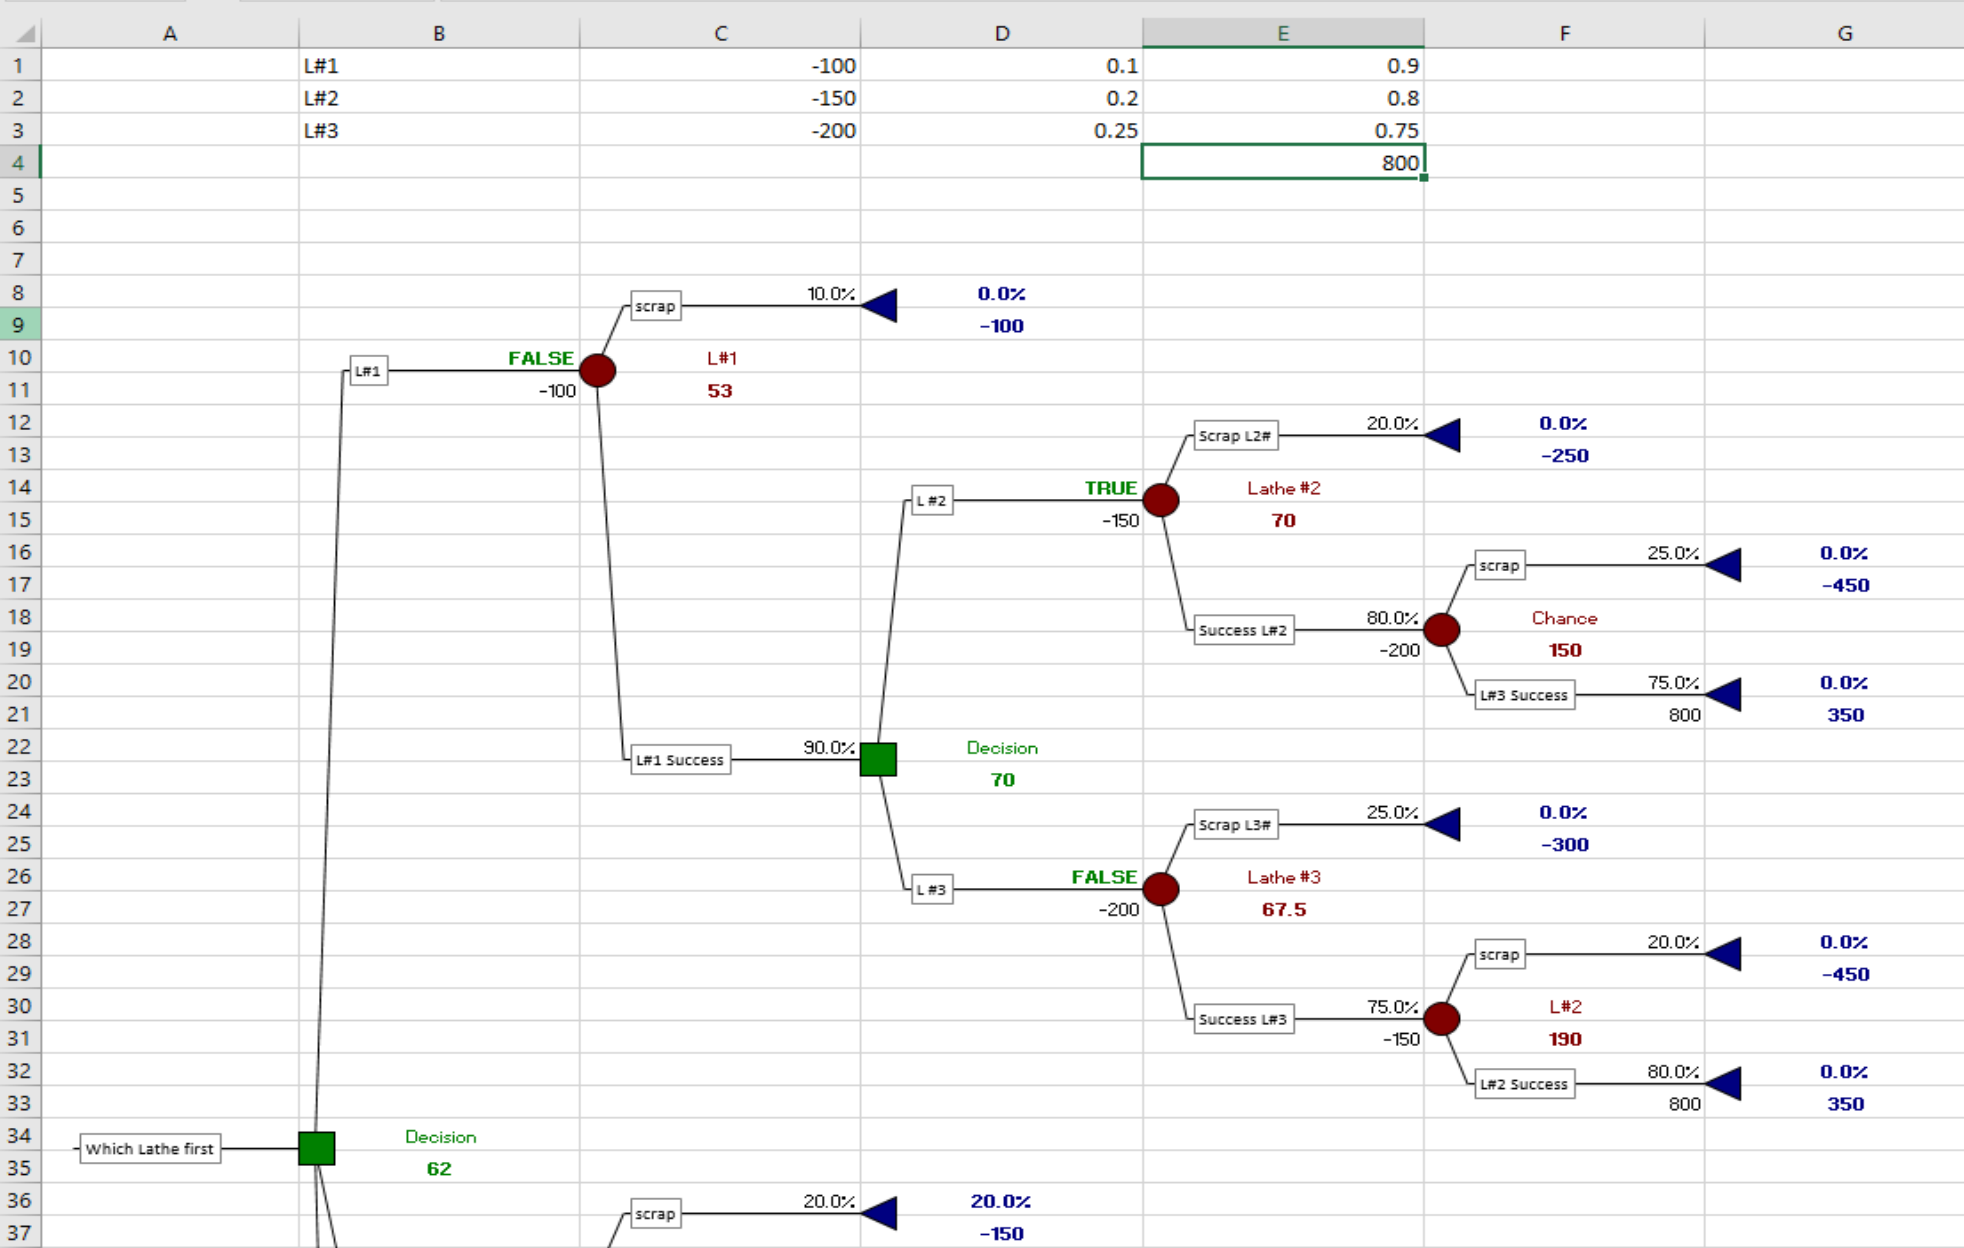 A B C D E F G
1 L#1 -100 0.1 0.9
2 L#2 -150 0.2 0.8
3 L#3 -200 0.25 0.75
4 800
5
6
7
8 scrap 10.0% 0.0%
9 -100
10 L#1 FALSE L#1
11 -100 53
12 Scrap L2# 20.0% 0.0%
13 -250
14 L #2 TRUE Lathe #2
15 -150 70
16 scrap 25.0% 0.0%
17 -450
18 Success L#2 80.0% Chance
19 -200 150
20 L#3 Success 75.0% 0.0%
21 800 350
22 L#1 Success 90.0% Decision
23 70
24 Scrap L3# 25.0% 0.0%
25 -300
26 L #3 FALSE Lathe #3
27 -200 67.5
28 scrap 20.0% 0.0%
29 -450
30 Success L#3 75.0% L#2
31 -150 190
32 L#2 Success 80.0% 0.0%
33 800 350
34 Which Lathe first Decision
35 62
36 scrap 20.0% 20.0%
37 -150